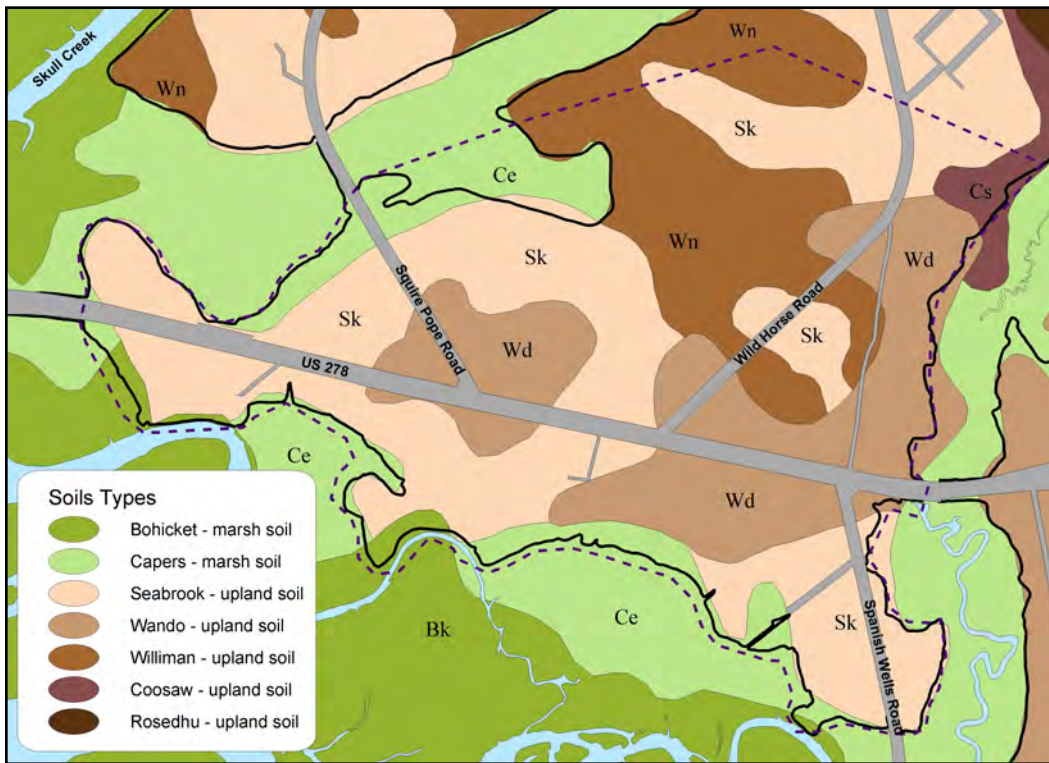 Skull Creek
Wn
Wn
Sk
Ce
Cs
Wn
Wd
Sk
Squire Pope Road
Sk
Wild Horse Road
Sk
Wd
US 278
Ce
Wd
Soils Types
Bohicket - marsh soil
Capers - marsh soil
Seabrook - upland soil
Wando - upland soil
Williman - upland soil
Coosaw - upland soil
Rosedhu - upland soil
Bk
Ce
Sk
Spanish Wells Road